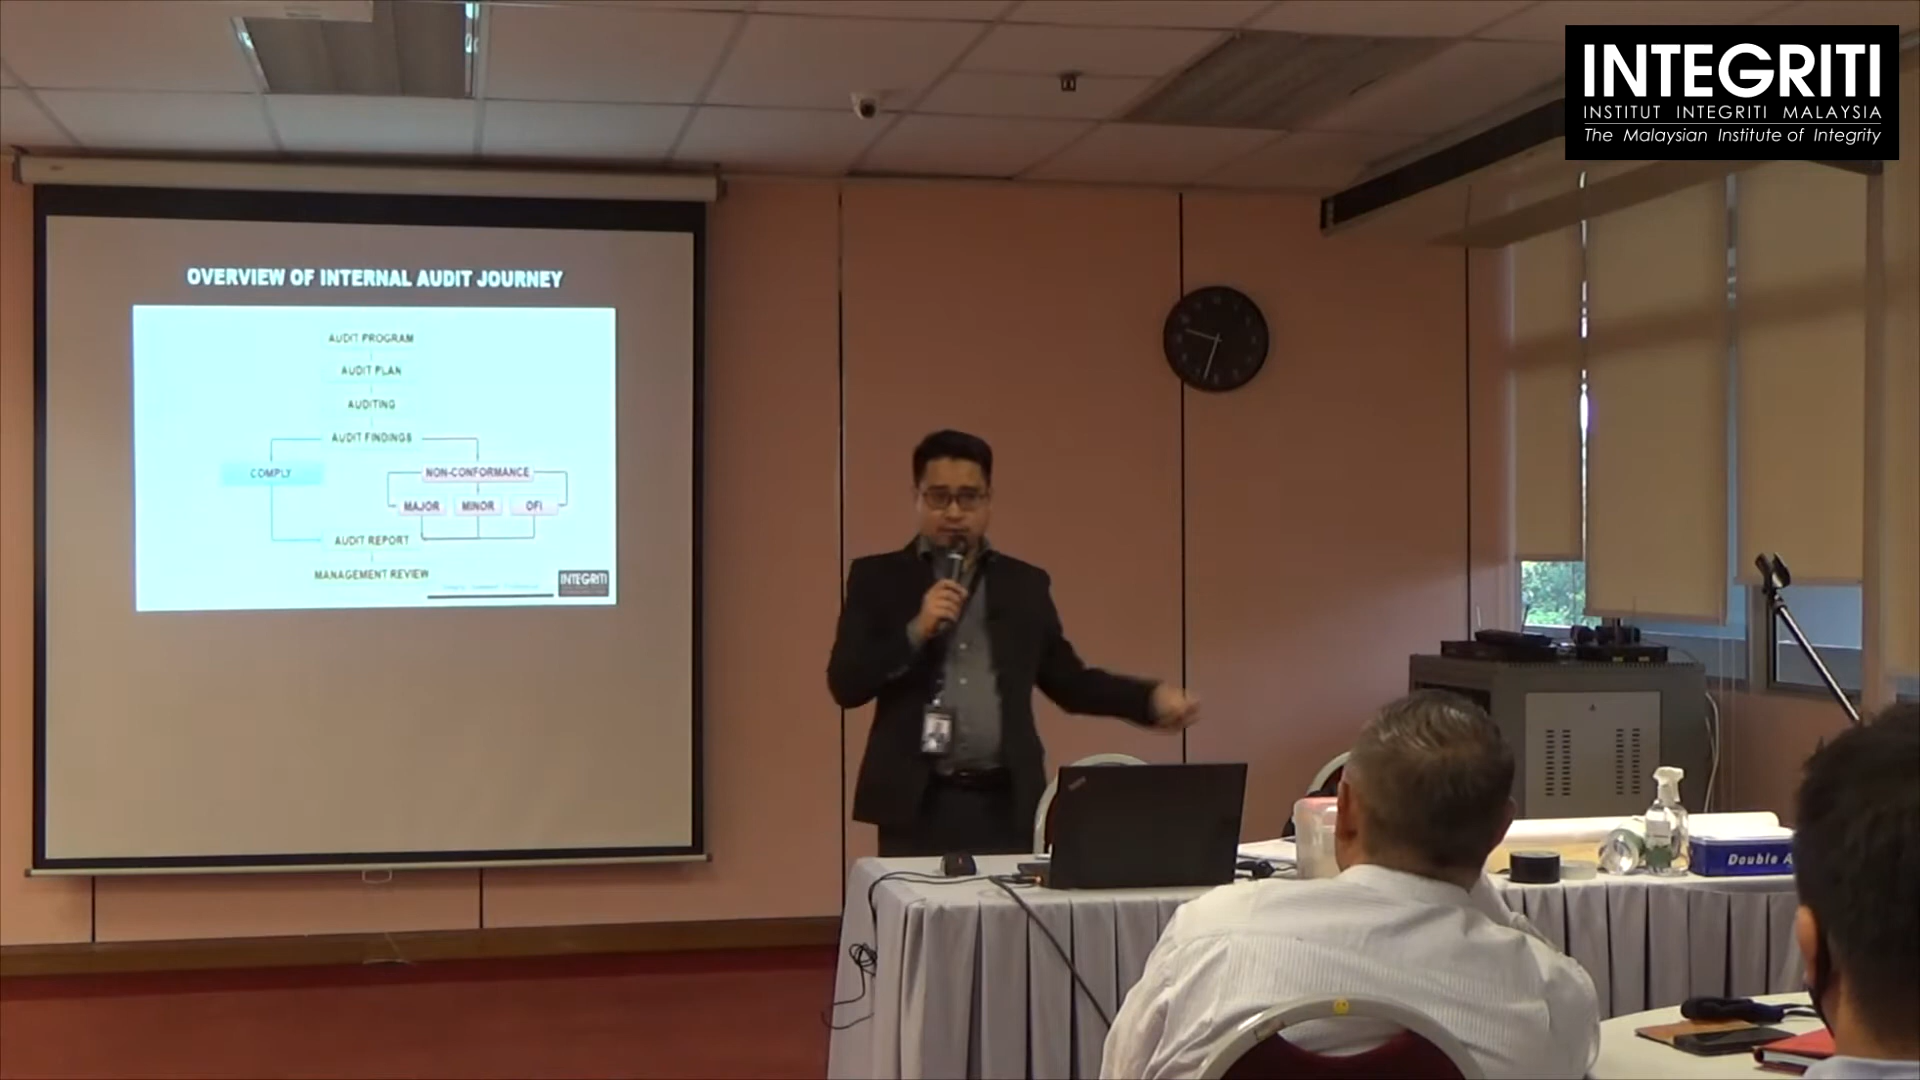 INTEGRITI
INSTITUT INTEGRITI MALAYSIA
The Malaysian Institute of Integrity
OVERVIEW OF INTERNAL AUDIT JOURNEY
AUDIT PROGRAM
AUDIT PLAN
AUDITING
AUDIT FINDINGS
COMPLY
NON-CONFORMANCE
MAJOR
MINOR
OFI
AUDIT REPORT
MANAGEMENT REVIEW
INTEGRITI
Double A